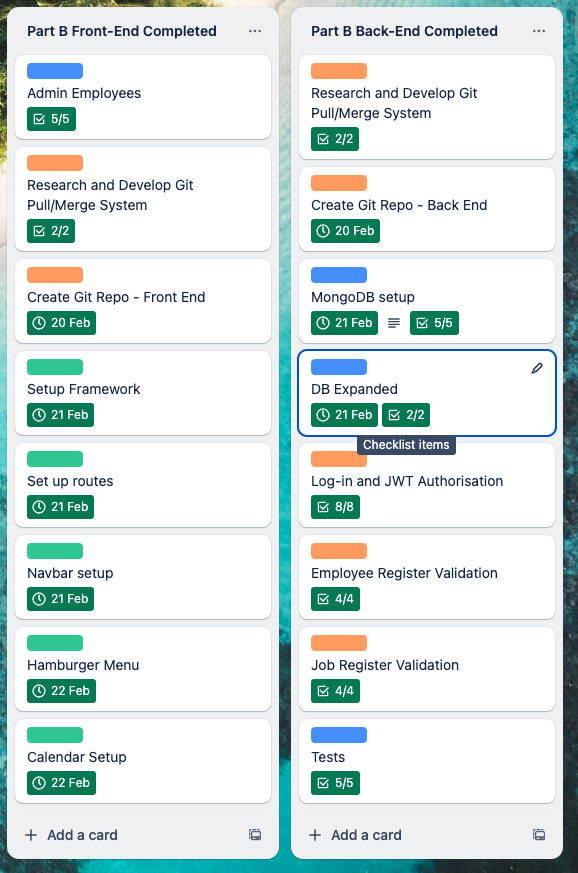 Part B Front-End Completed
Admin Employees
5/5
Research and Develop Git
Pull/Merge System
2/2
Create Git Repo - Front End
20 Feb
Setup Framework
21 Feb
Set up routes
21 Feb
Navbar setup
21 Feb
Hamburger Menu
22 Feb
Calendar Setup
22 Feb
Add a card
Part B Back-End Completed
Research and Develop Git
Pull/Merge System
2/2
Create Git Repo - Back End
20 Feb
MongoDB setup
21 Feb 5/5
DB Expanded
21 Feb 2/2
Checklist items
Log-in and JWT Authorisation
8/8
Employee Register Validation
4/4
Job Register Validation
4/4
Tests
5/5
Add a card